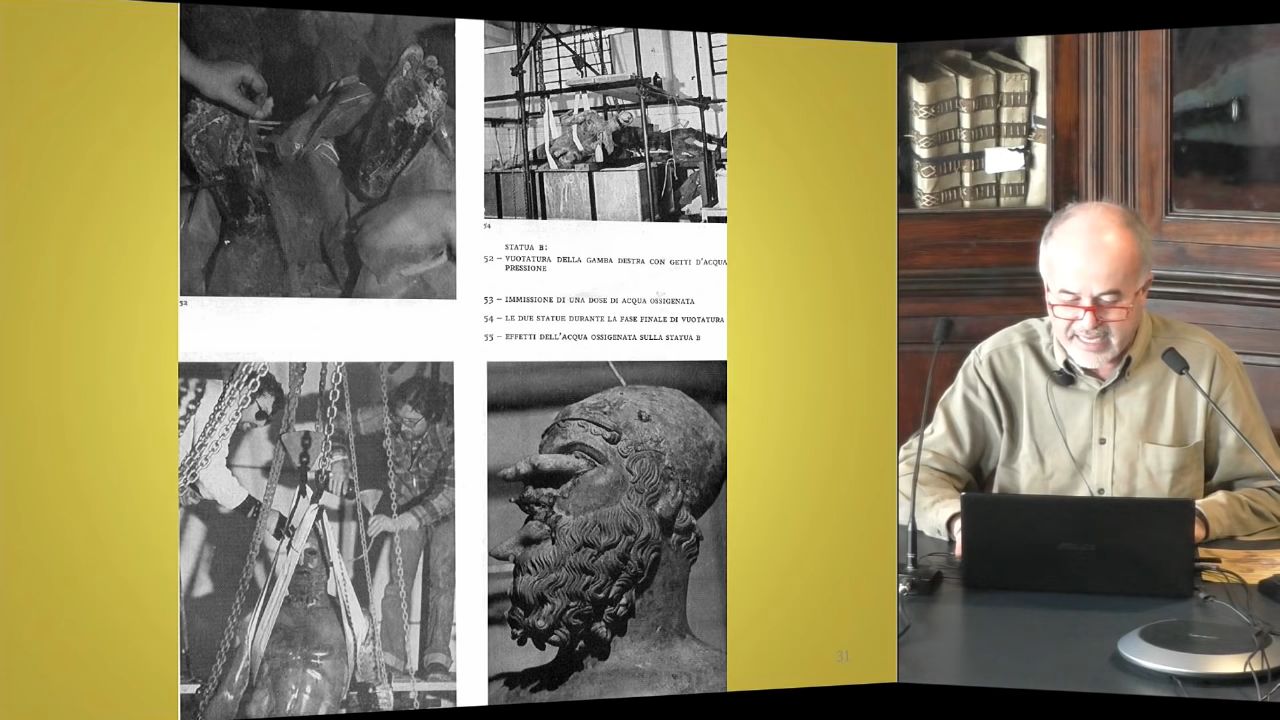 54
STATUA B:
52 – VUOTATURA DELLA GAMBA DESTRA CON GETTI D'ACQUA
PRESSIONE
53 – IMMISSIONE DI UNA DOSE DI ACQUA OSSIGENATA
54 – LE DUE STATUE DURANTE LA FASE FINALE DI VUOTATURA
55 – EFFETTI DELL'ACQUA OSSIGENATA SULLA STATUA B
52
31